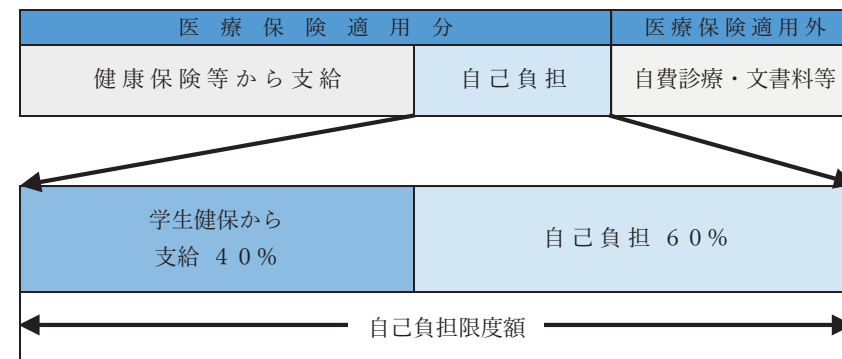 医療保険適用分
医療保険適用外
健康保険等から支給
自己負担
自費診療・文書料等
学生健保から
支給 40%
自己負担 60%
自己負担限度額